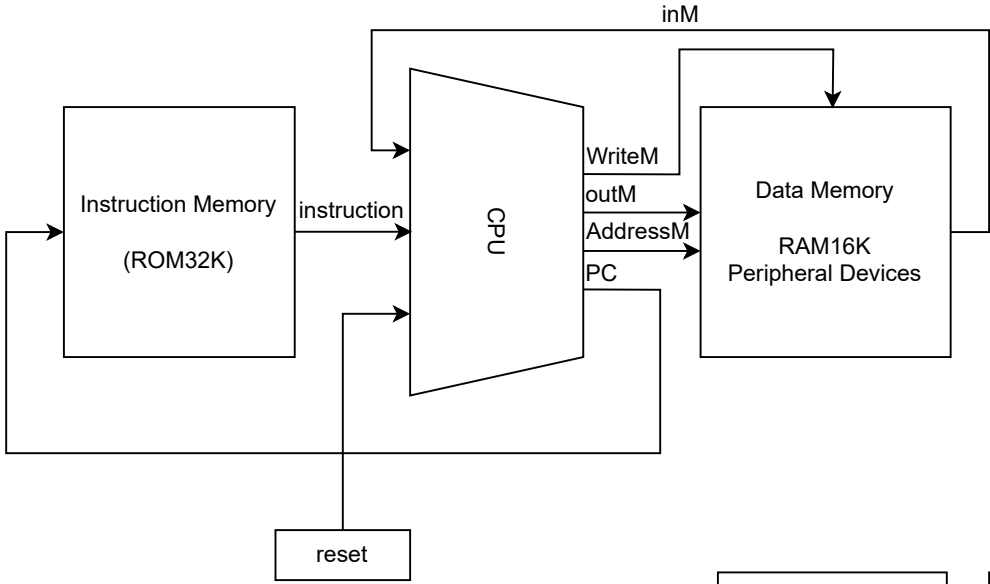 inM
WriteM
Instruction Memory
(ROM32K)
instruction
CPU
outM
AddressM
PC
Data Memory
RAM16K
Peripheral Devices
reset